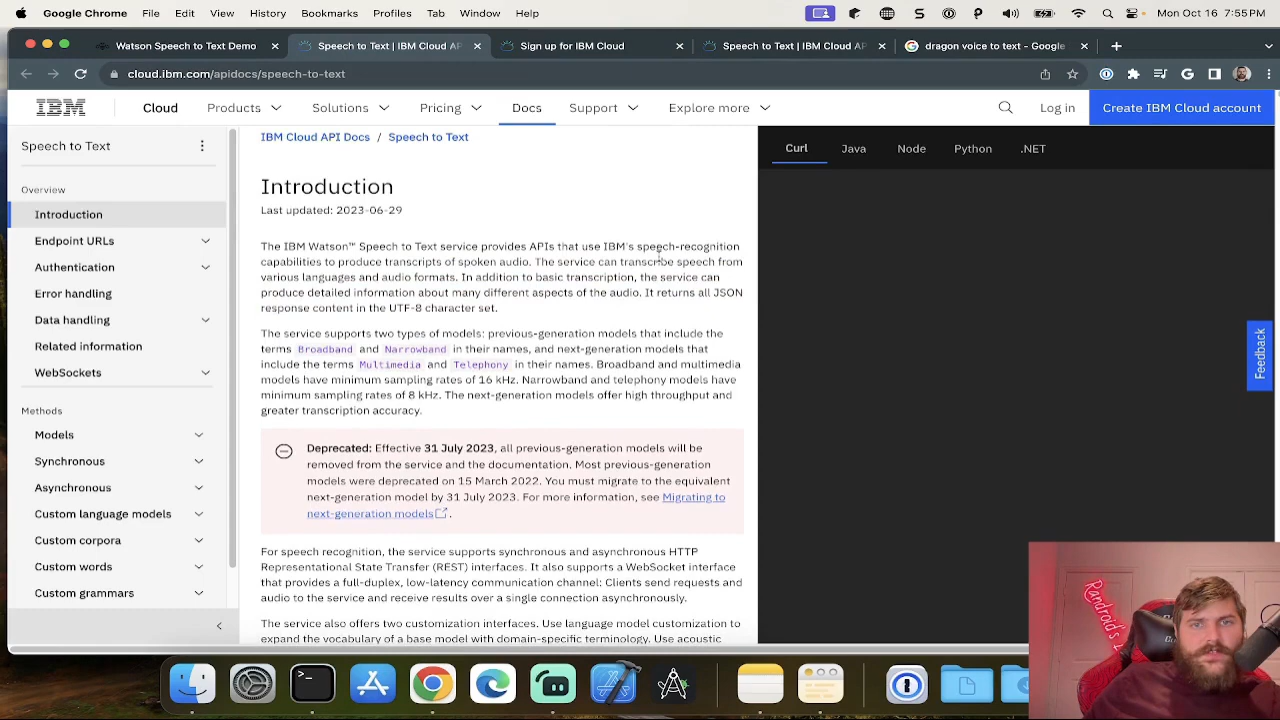 Google Chrome File Edit View History Bookmarks Profiles Tab Window Help Mon Oct 16 7:55
Watson Speech to Text Demo Speech to Text | IBM Cloud AP Sign up for IBM Cloud Speech to Text | IBM Cloud AP dragon voice to text - Google
cloud.ibm.com/apidocs/speech-to-text
IBM Cloud Products Solutions Pricing Docs Support Explore more Log in Create IBM Cloud account
Speech to Text
Overview
Introduction
Endpoint URLs
Authentication
Error handling
Data handling
Related information
WebSockets
Methods
Models
Synchronous
Asynchronous
Custom language models
Custom corpora
Custom words
Custom grammars
IBM Cloud API Docs / Speech to Text
Introduction
Last updated: 2023-06-29
The IBM Watson™ Speech to Text service provides APIs that use IBM's speech-recognition
capabilities to produce transcripts of spoken audio. The service can transcribe speech from
various languages and audio formats. In addition to basic transcription, the service can
produce detailed information about many different aspects of the audio. It returns all JSON
response content in the UTF-8 character set.
The service supports two types of models: previous-generation models that include the
terms Broadband and Narrowband in their names, and next-generation models that
include the terms Multimedia and Telephony in their names. Broadband and multimedia
models have minimum sampling rates of 16 kHz. Narrowband and telephony models have
minimum sampling rates of 8 kHz. The next-generation models offer high throughput and
greater transcription accuracy.
Deprecated: Effective 31 July 2023, all previous-generation models will be
removed from the service and the documentation. Most previous-generation
models were deprecated on 15 March 2022. You must migrate to the equivalent
next-generation model by 31 July 2023. For more information, see Migrating to
next-generation models.
For speech recognition, the service supports synchronous and asynchronous HTTP
Representational State Transfer (REST) interfaces. It also supports a WebSocket interface
that provides a full-duplex, low-latency communication channel: Clients send requests and
audio to the service and receive results over a single connection asynchronously.
The service also offers two customization interfaces. Use language model customization to
expand the vocabulary of a base model with domain-specific terminology. Use acoustic
Curl Java Node Python .NET
Feedback
Randroid's